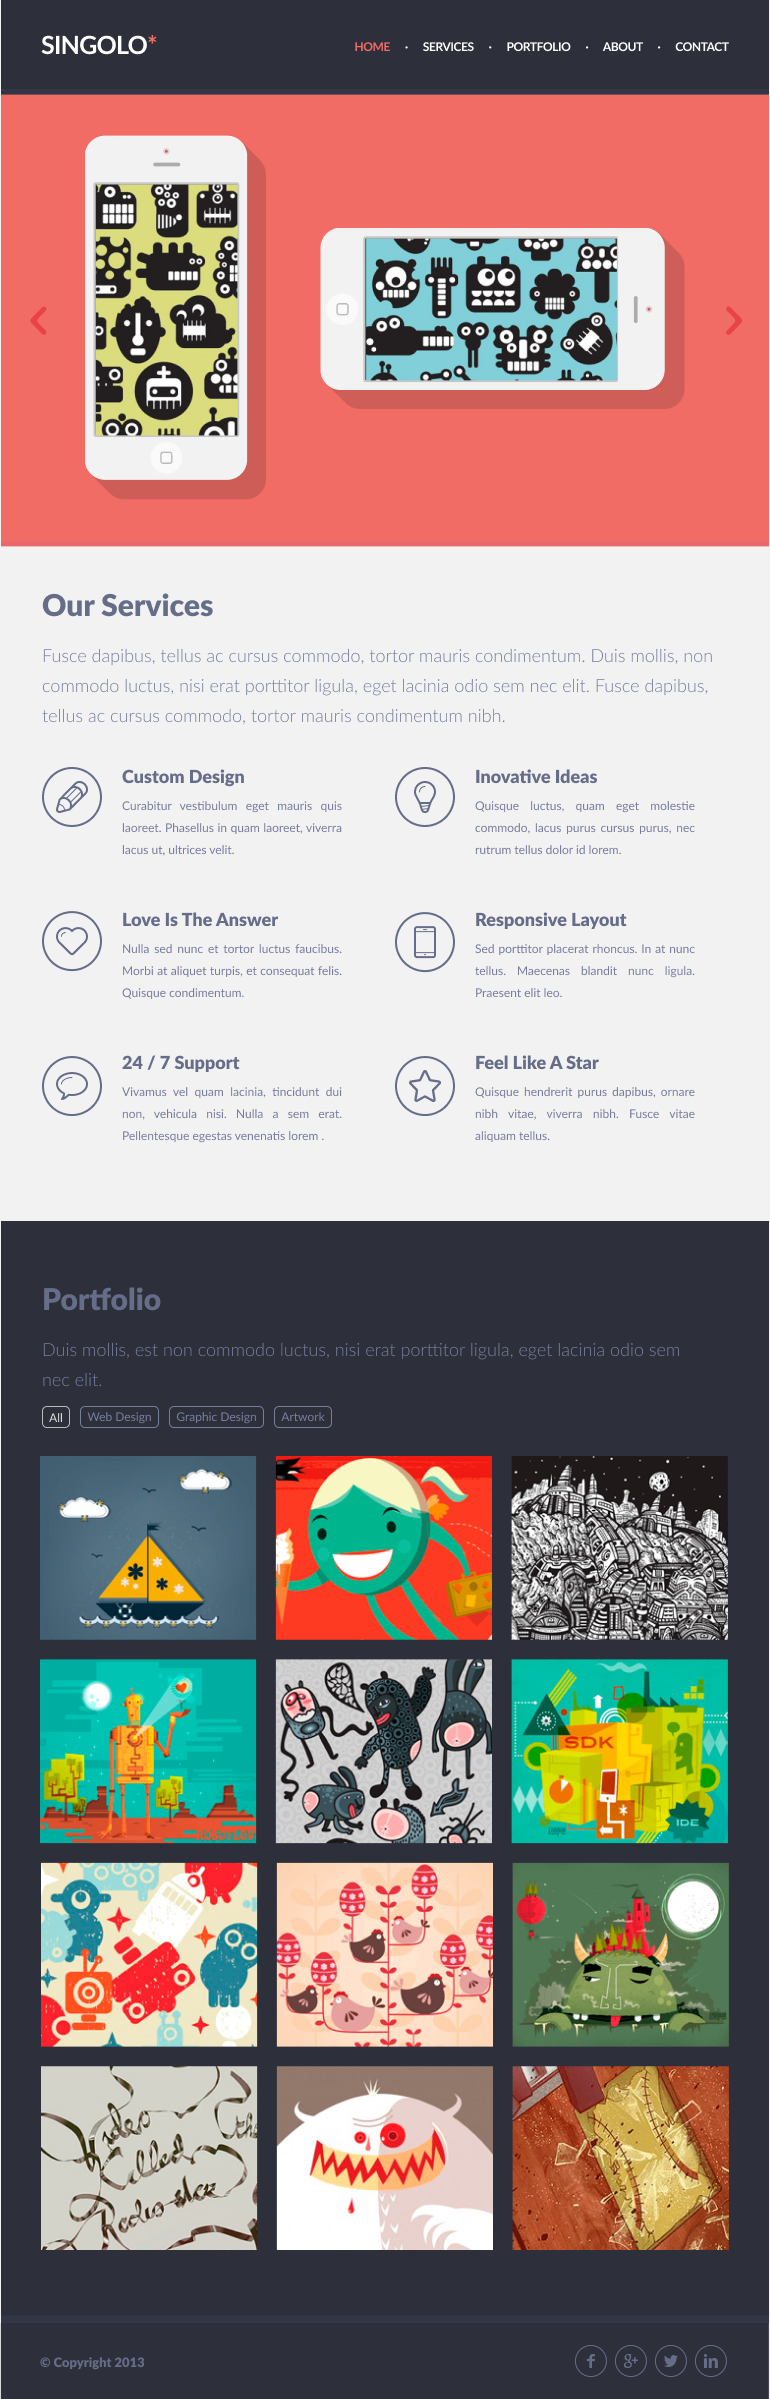 SINGOLO*
HOME · SERVICES · PORTFOLIO · ABOUT · CONTACT
Our Services
Fusce dapibus, tellus ac cursus commodo, tortor mauris condimentum. Duis mollis, non
commodo luctus, nisi erat porttitor ligula, eget lacinia odio sem nec elit. Fusce dapibus,
tellus ac cursus commodo, tortor mauris condimentum nibh.
Custom Design
Curabitur vestibulum eget mauris quis
laoreet. Phasellus in quam laoreet, viverra
lacus ut, ultrices velit.
Inovative Ideas
Quisque luctus, quam eget molestie
commodo, lacus purus cursus purus, nec
rutrum tellus dolor id lorem.
Love Is The Answer
Nulla sed nunc et tortor luctus faucibus.
Morbi at aliquet turpis, et consequat felis.
Quisque condimentum.
Responsive Layout
Sed porttitor placerat rhoncus. In at nunc
tellus. Maecenas blandit nunc ligula.
Praesent elit leo.
24 / 7 Support
Vivamus vel quam lacinia, tincidunt dui
non, vehicula nisi. Nulla a sem erat.
Pellentesque egestas venenatis lorem .
Feel Like A Star
Quisque hendrerit purus dapibus, ornare
nibh vitae, viverra nibh. Fusce vitae
aliquam tellus.
Portfolio
Duis mollis, est non commodo luctus, nisi erat porttitor ligula, eget lacinia odio sem
nec elit.
All Web Design Graphic Design Artwork
SDK
IDE
Video
Called
Radio
© Copyright 2013
f g+ in